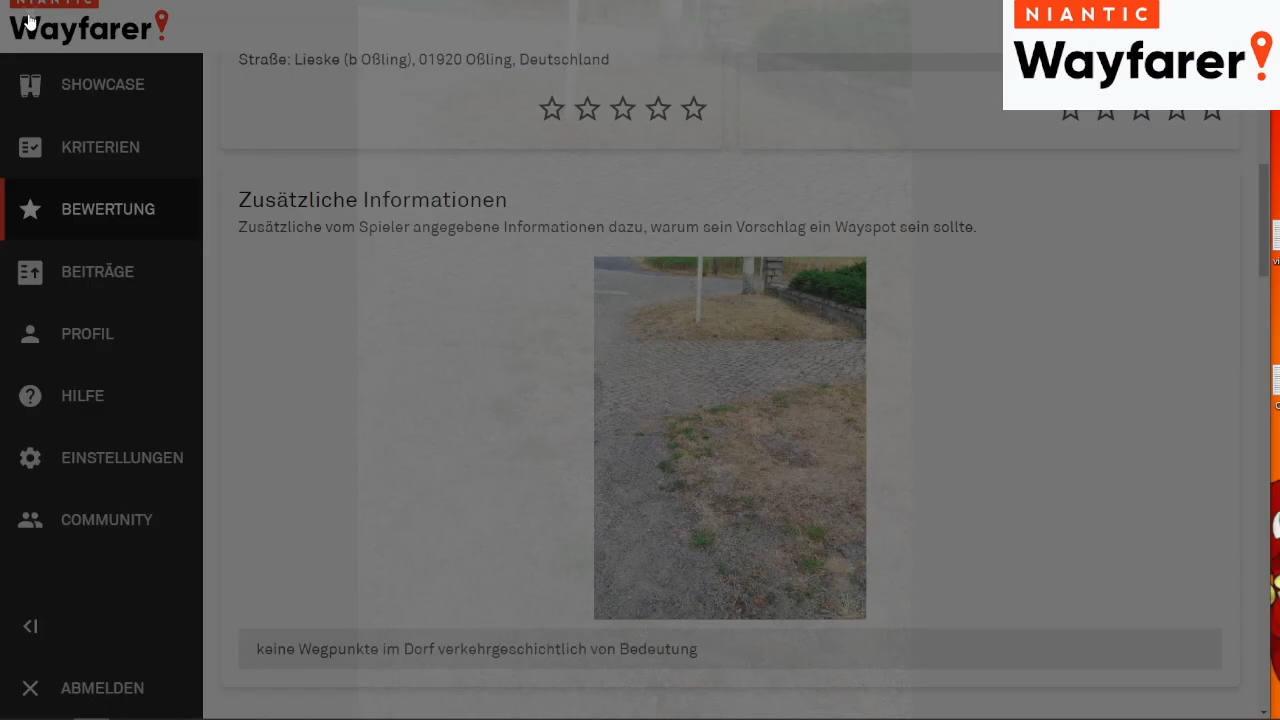 NIANTIC
Wayfarer
NIANTIC
Wayfarer
SHOWCASE
KRITERIEN
BEWERTUNG
BEITRÄGE
PROFIL
HILFE
EINSTELLUNGEN
COMMUNITY
ABMELDEN
Straße: Lieske (b Oßling), 01920 Oßling, Deutschland
Zusätzliche Informationen
Zusätzliche vom Spieler angegebene Informationen dazu, warum sein Vorschlag ein Wayspot sein sollte.
keine Wegpunkte im Dorf verkehrgeschichtlich von Bedeutung